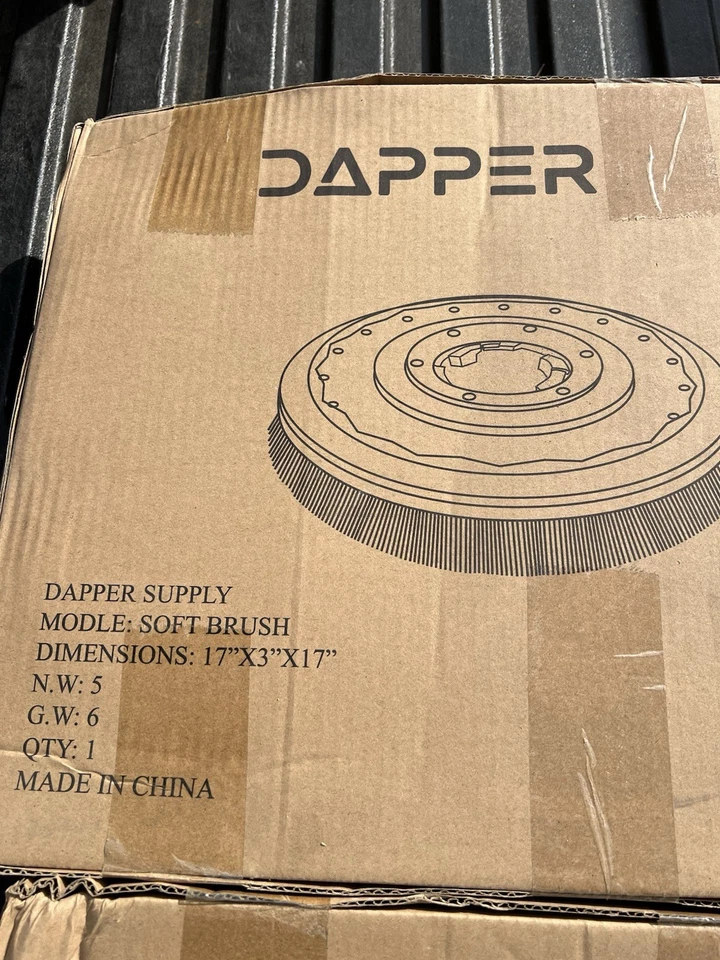 DAPPER
DAPPER SUPPLY
MODLE: SOFT BRUSH
DIMENSIONS: 17”X3”X17”
N.W: 5
G.W: 6
QTY: 1
MADE IN CHINA